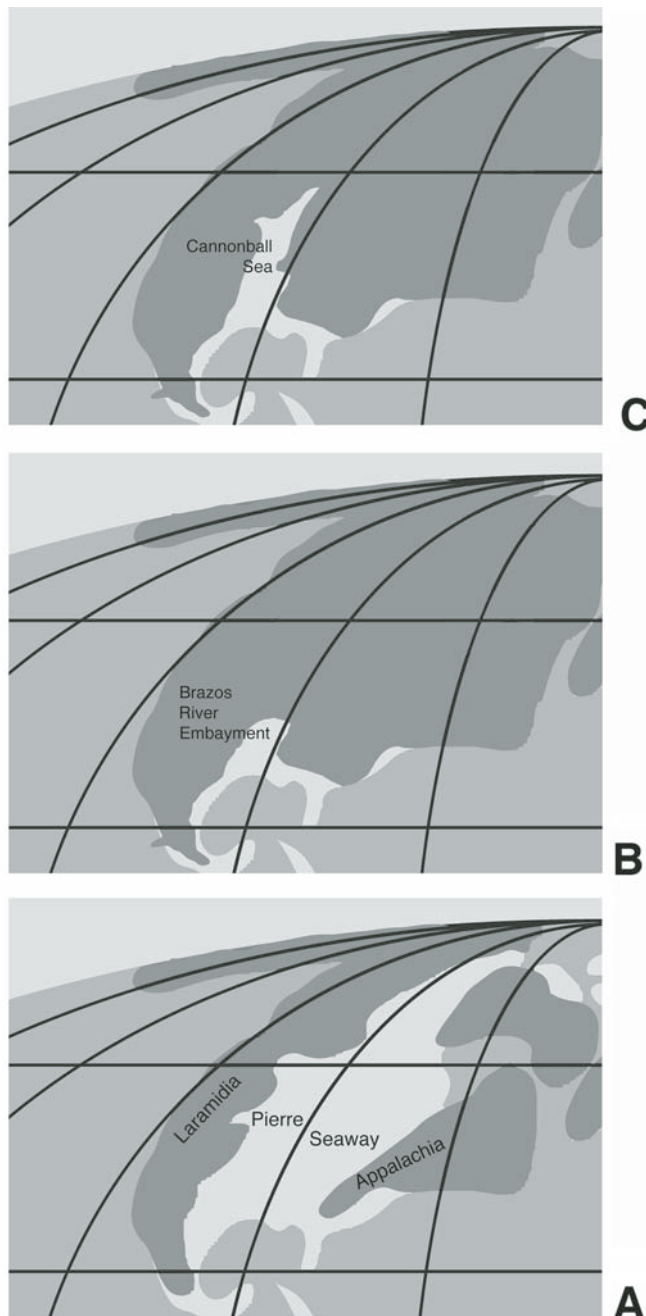 Cannonball
Sea
C
Brazos
River
Embayment
B
Laramidia
Pierre
Seaway
Appalachia
A